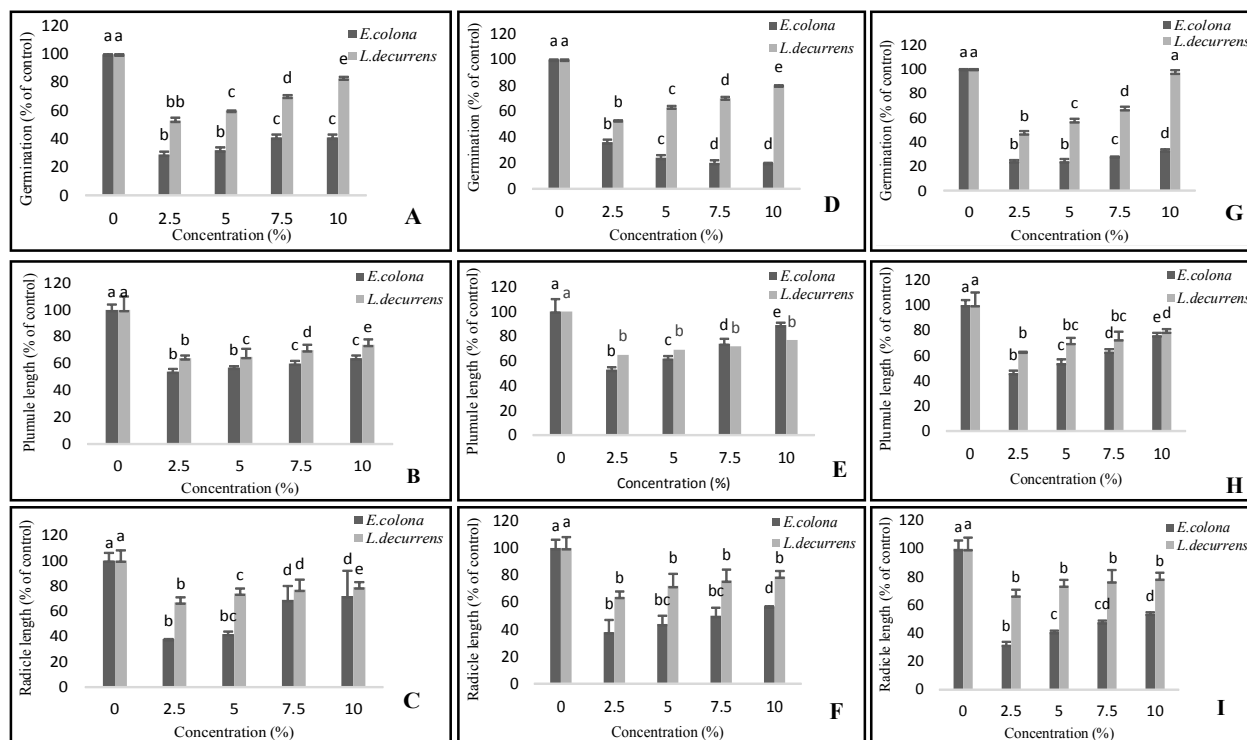 Germination (% of control)
120
100
80
60
40
20
0
a a
b bb
b c
c d
c e
E.colona
L.decurrens
0 2.5 5 7.5 10
Concentration (%)
A
Germination (% of control)
120
100
80
60
40
20
0
a a
b b
c c
c d
d e
E.colona
L.decurrens
0 2.5 5 7.5 10
Concentration (%)
D
Germination (% of control)
120
100
80
60
40
20
0
a a
b b
b c
c d
d a
E.colona
L.decurrens
0 2.5 5 7.5 10
Concentration (%)
G
Plumule length (% of control)
120
100
80
60
40
20
0
a a
b b
b c
c d
c e
E.colona
L.decurrens
0 2.5 5 7.5 10
Concentration (%)
B
Plumule length (% of control)
120
100
80
60
40
20
0
a a
b b
c b
d b
e b
E.colona
L.decurrens
0 2.5 5 7.5 10
Concentration (%)
E
Plumule length (% of control)
120
100
80
60
40
20
0
a a
b b
c bc
d bc
e d
E.colona
L.decurrens
0 2.5 5 7.5 10
Concentration (%)
H
Radicle length (% of control)
120
100
80
60
40
20
0
a a
b b
bc c
d d
d e
E.colona
L.decurrens
0 2.5 5 7.5 10
Concentration (%)
C
Radicle length (% of control)
120
100
80
60
40
20
0
a a
b b
bc b
bc b
d b
E.colona
L.decurrens
0 2.5 5 7.5 10
Concentration (%)
F
Radicle length (% of control)
120
100
80
60
40
20
0
a a
b b
c b
cd b
d b
E.colona
L.decurrens
0 2.5 5 7.5 10
Concentration (%)
I